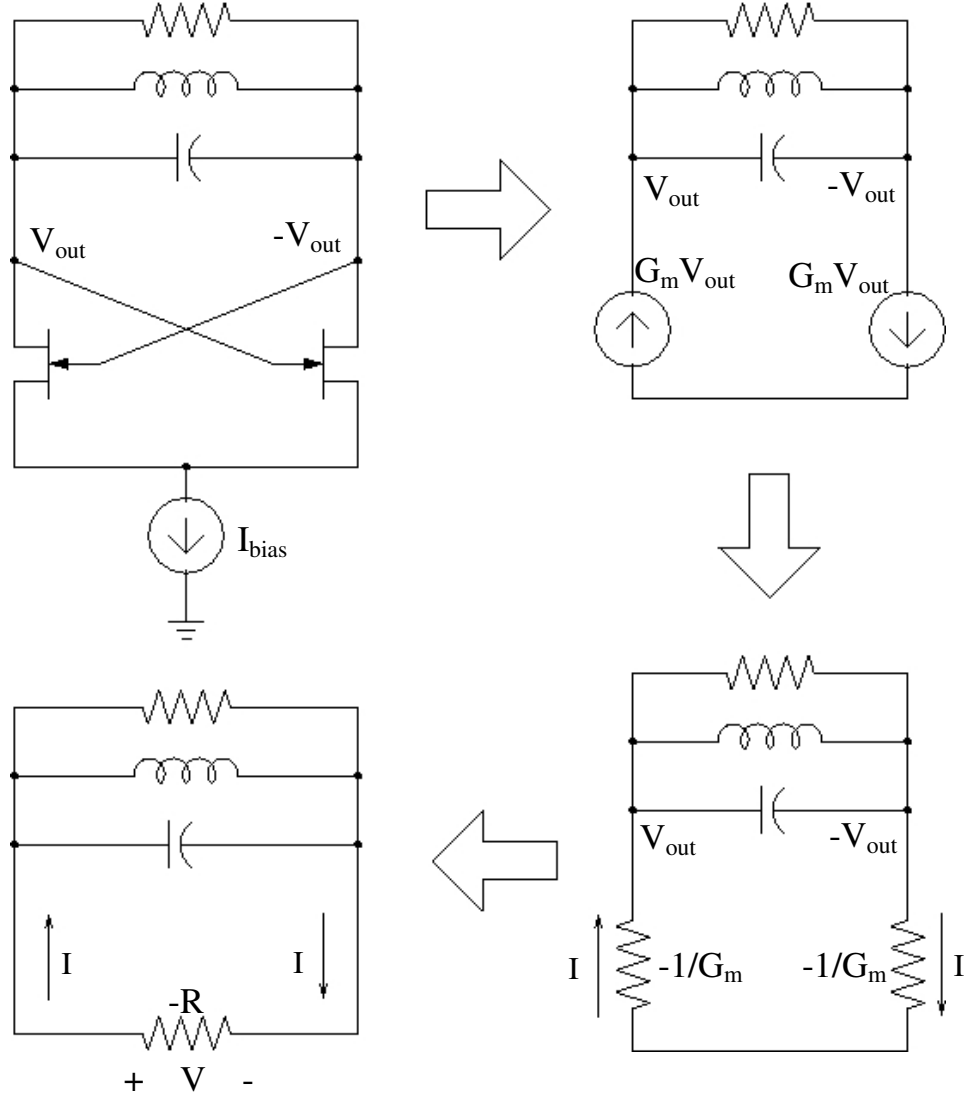 V_out -V_out
I_bias
V_out -V_out
G_mV_out G_mV_out
V_out -V_out
I -1/G_m -1/G_m I
I I
-R
+ V -